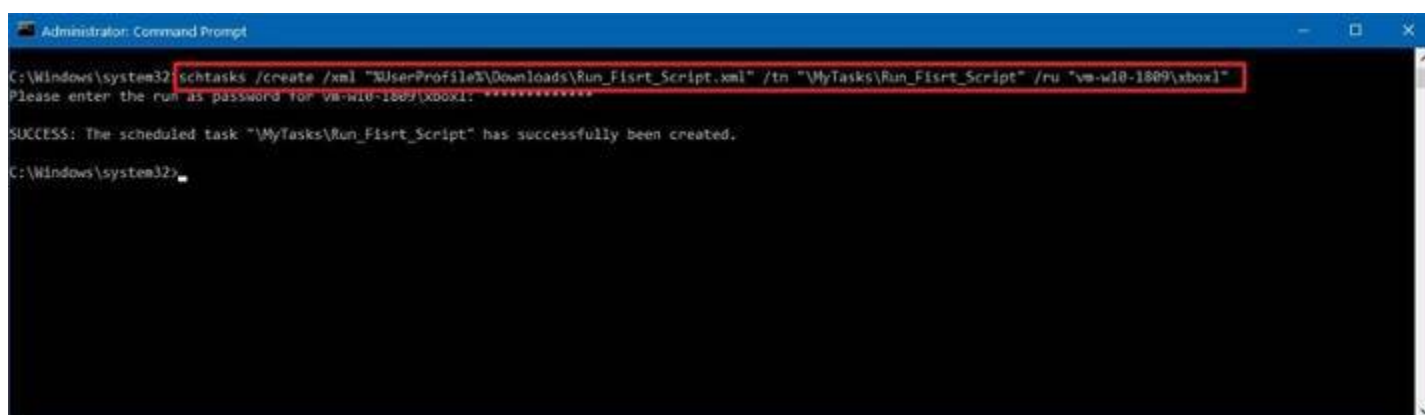 Administrator: Command Prompt
C:\Windows\system32>schtasks /create /xml "%UserProfile%\Downloads\Run_Fisrt_Script.xml" /tn "\MyTasks\Run_Fisrt_Script" /ru "vm-w10-1809\xbox1"
Please enter the run as password for vm-w10-1809\xbox1: *************
SUCCESS: The scheduled task "\MyTasks\Run_Fisrt_Script" has successfully been created.
C:\Windows\system32>